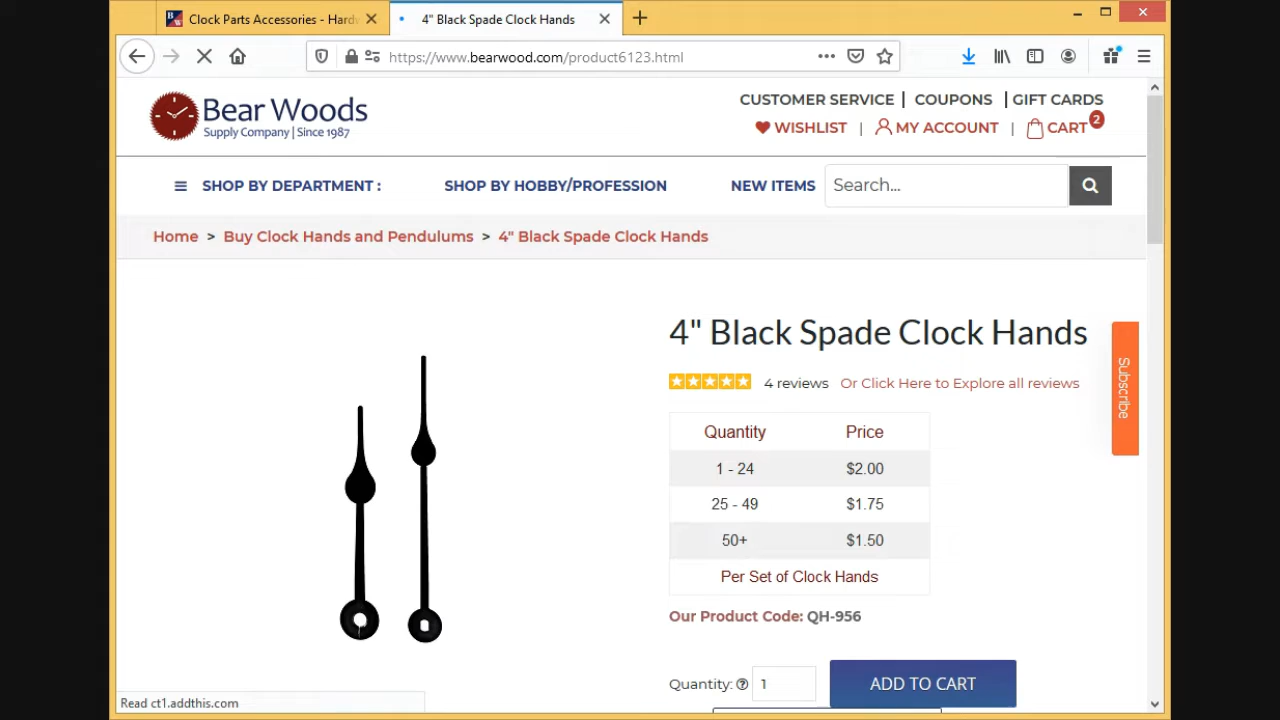 Clock Parts Accessories - Hardw
4" Black Spade Clock Hands
https://www.bearwood.com/product6123.html
Bear Woods
Supply Company | Since 1987
CUSTOMER SERVICE | COUPONS | GIFT CARDS
WISHLIST | MY ACCOUNT | CART 2
SHOP BY DEPARTMENT : SHOP BY HOBBY/PROFESSION NEW ITEMS Search...
Home > Buy Clock Hands and Pendulums > 4" Black Spade Clock Hands
4" Black Spade Clock Hands
4 reviews Or Click Here to Explore all reviews
Subscribe
Quantity Price
1 - 24 $2.00
25 - 49 $1.75
50+ $1.50
Per Set of Clock Hands
Our Product Code: QH-956
Quantity: ? 1 ADD TO CART
Read ct1.addthis.com